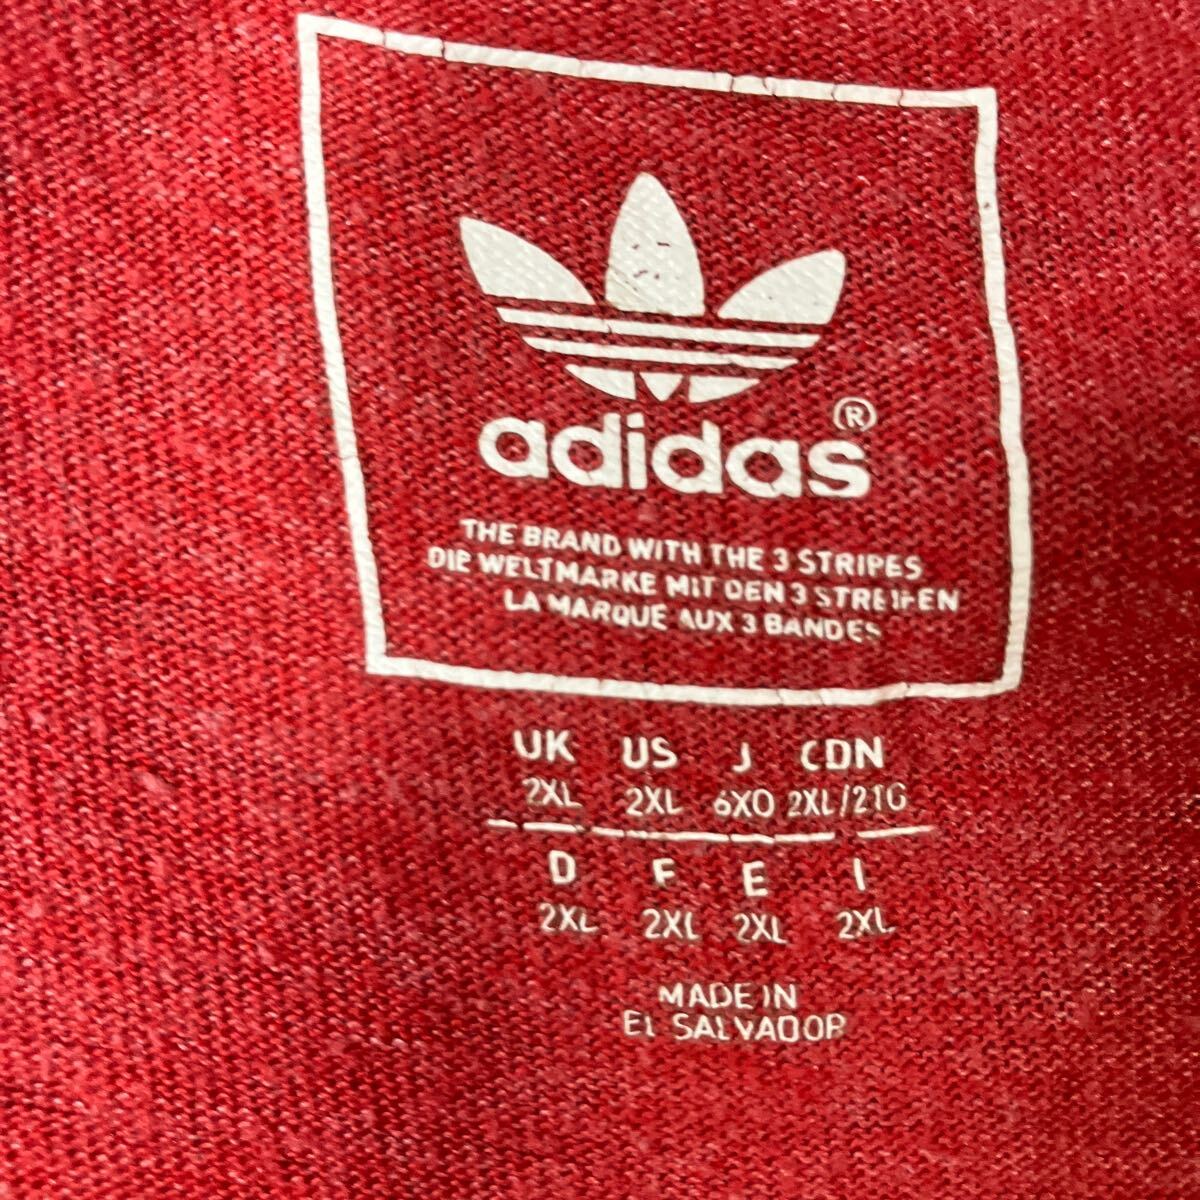 adidas®
THE BRAND WITH THE 3 STRIPES
DIE WELTMARKE MIT DEN 3 STREIFEN
LA MARQUE AUX 3 BANDES
UK US J CDN
2XL 2XL 6XO 2XL/2TG
D F E I
2XL 2XL 2XL 2XL
MADE IN
EL SALVADOR